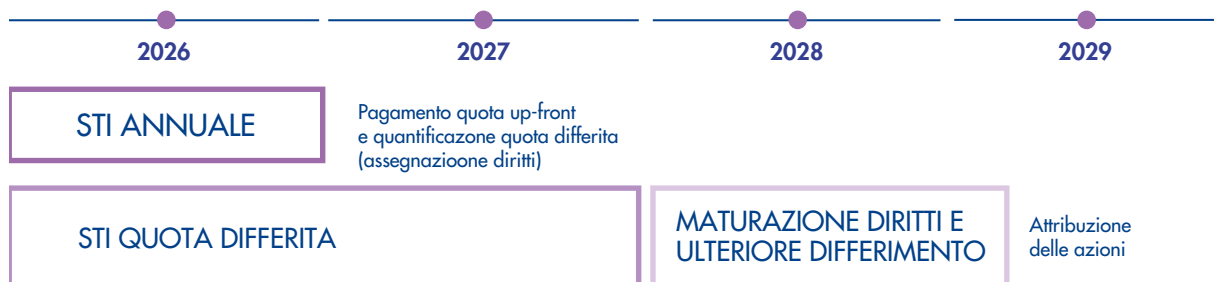 2026
2027
2028
2029
STI ANNUALE
Pagamento quota up-front
e quantificazone quota differita
(assegnazioone diritti)
STI QUOTA DIFFERITA
MATURAZIONE DIRITTI E
ULTERIORE DIFFERIMENTO
Attribuzione
delle azioni